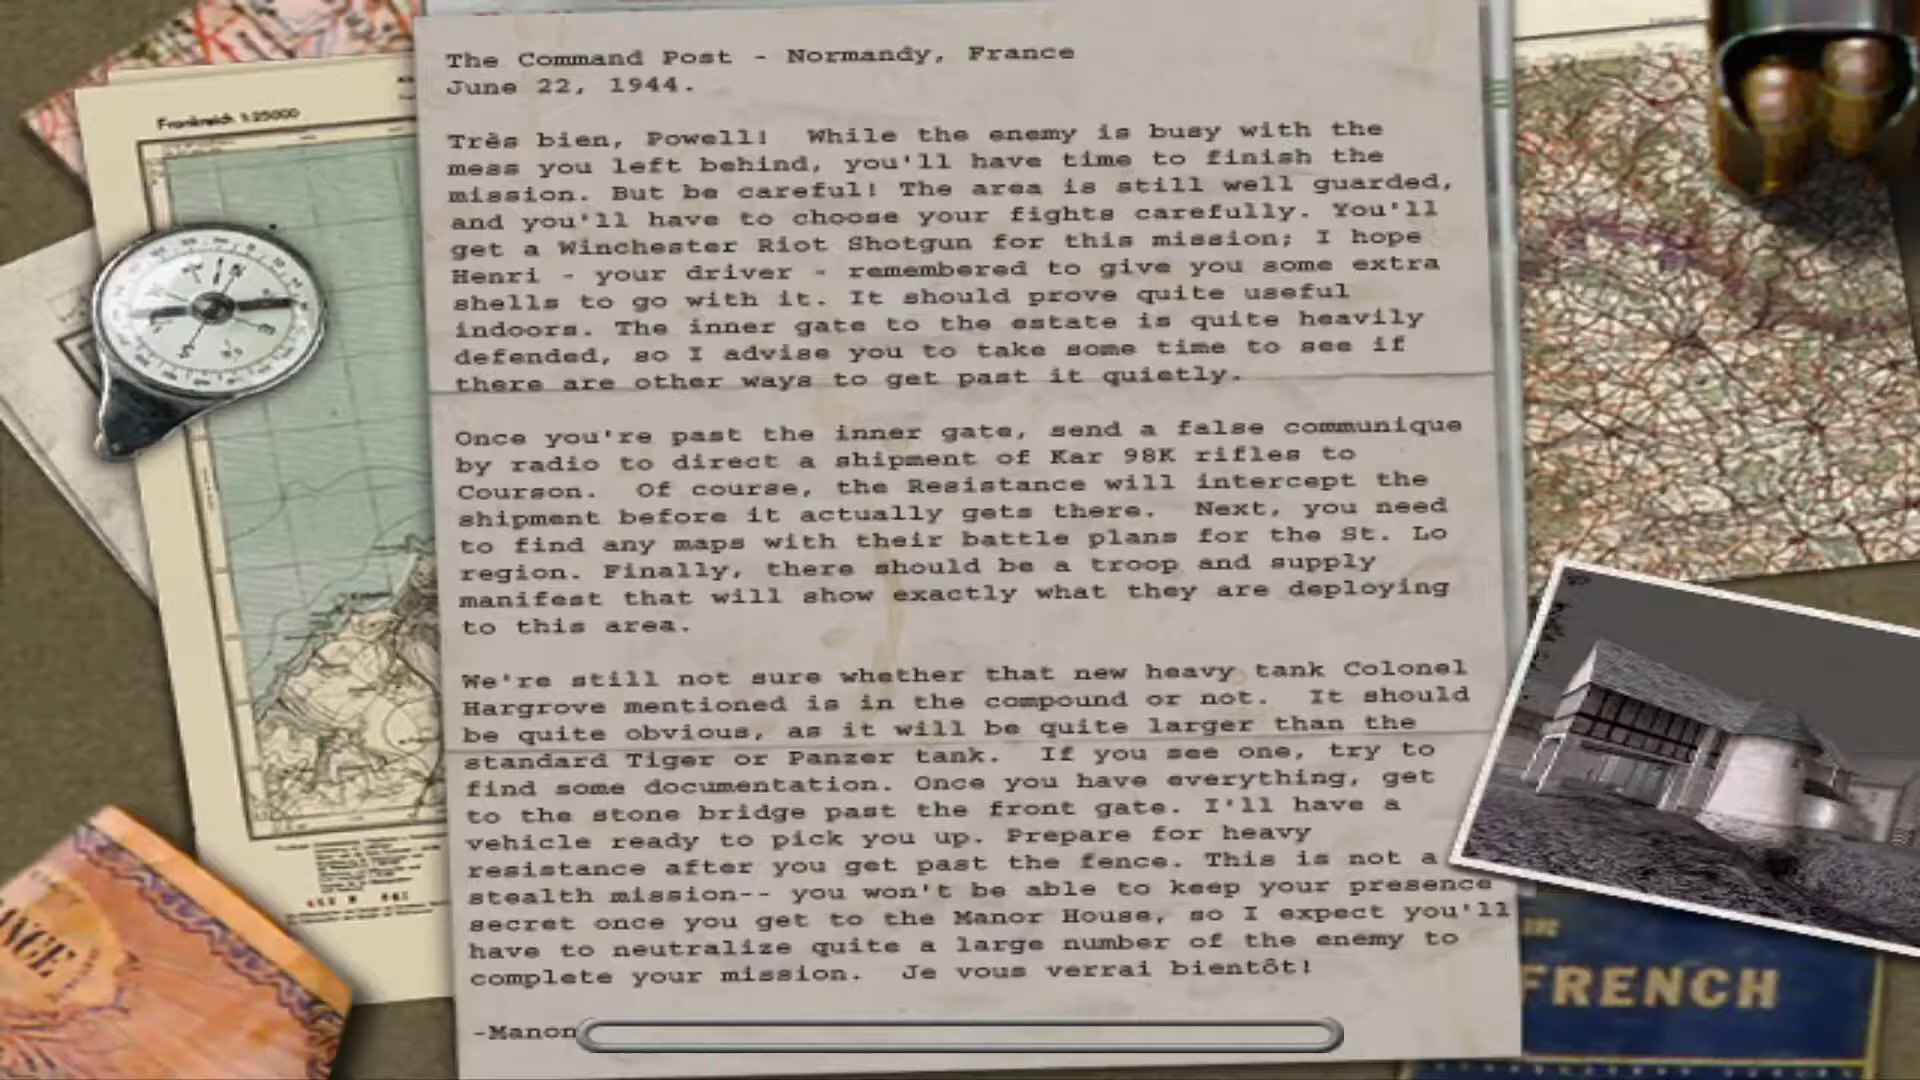 The Command Post - Normandy, France
June 22, 1944.
Très bien, Powell!  While the enemy is busy with the
mess you left behind, you'll have time to finish the
mission. But be careful! The area is still well guarded,
and you'll have to choose your fights carefully. You'll
get a Winchester Riot Shotgun for this mission; I hope
Henri - your driver - remembered to give you some extra
shells to go with it. It should prove quite useful
indoors. The inner gate to the estate is quite heavily
defended, so I advise you to take some time to see if
there are other ways to get past it quietly.
Once you're past the inner gate, send a false communique
by radio to direct a shipment of Kar 98K rifles to
Courson.  Of course, the Resistance will intercept the
shipment before it actually gets there.  Next, you need
to find any maps with their battle plans for the St. Lo
region. Finally, there should be a troop and supply
manifest that will show exactly what they are deploying
to this area.
We're still not sure whether that new heavy tank Colonel
Hargrove mentioned is in the compound or not.  It should
be quite obvious, as it will be quite larger than the
standard Tiger or Panzer tank.  If you see one, try to
find some documentation. Once you have everything, get
to the stone bridge past the front gate. I'll have a
vehicle ready to pick you up. Prepare for heavy
resistance after you get past the fence. This is not a
stealth mission-- you won't be able to keep your presence
secret once you get to the Manor House, so I expect you'll
have to neutralize quite a large number of the enemy to
complete your mission.  Je vous verrai bientôt!
-Manon
Frankreich 1:25000
N
E
S
ANCE
FRENCH